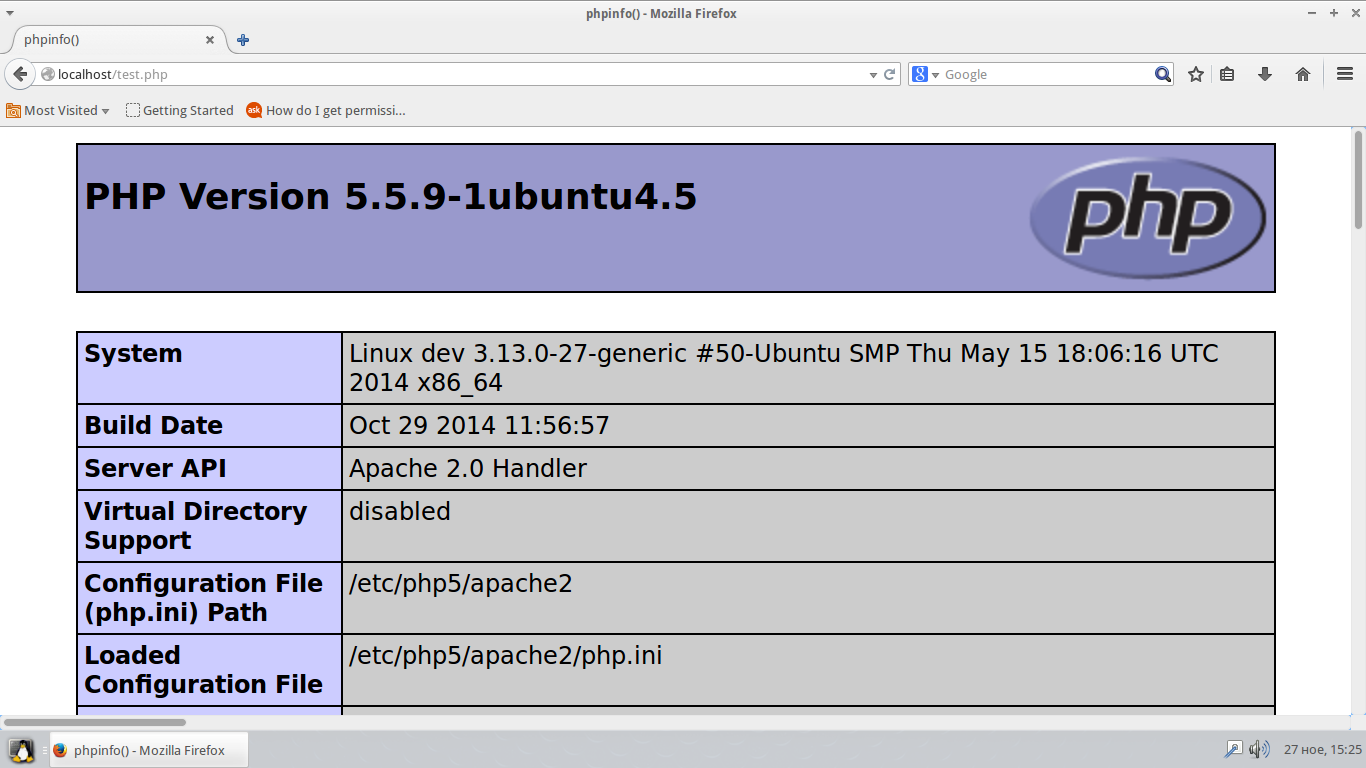 phpinfo() - Mozilla Firefox
phpinfo()
localhost/test.php
Google
Most Visited
Getting Started
ask
How do I get permissi...
PHP Version 5.5.9-1ubuntu4.5
php
System
Linux dev 3.13.0-27-generic #50-Ubuntu SMP Thu May 15 18:06:16 UTC
2014 x86_64
Build Date
Oct 29 2014 11:56:57
Server API
Apache 2.0 Handler
Virtual Directory
Support
disabled
Configuration File
(php.ini) Path
/etc/php5/apache2
Loaded
Configuration File
/etc/php5/apache2/php.ini
phpinfo() - Mozilla Firefox
27 ное, 15:25